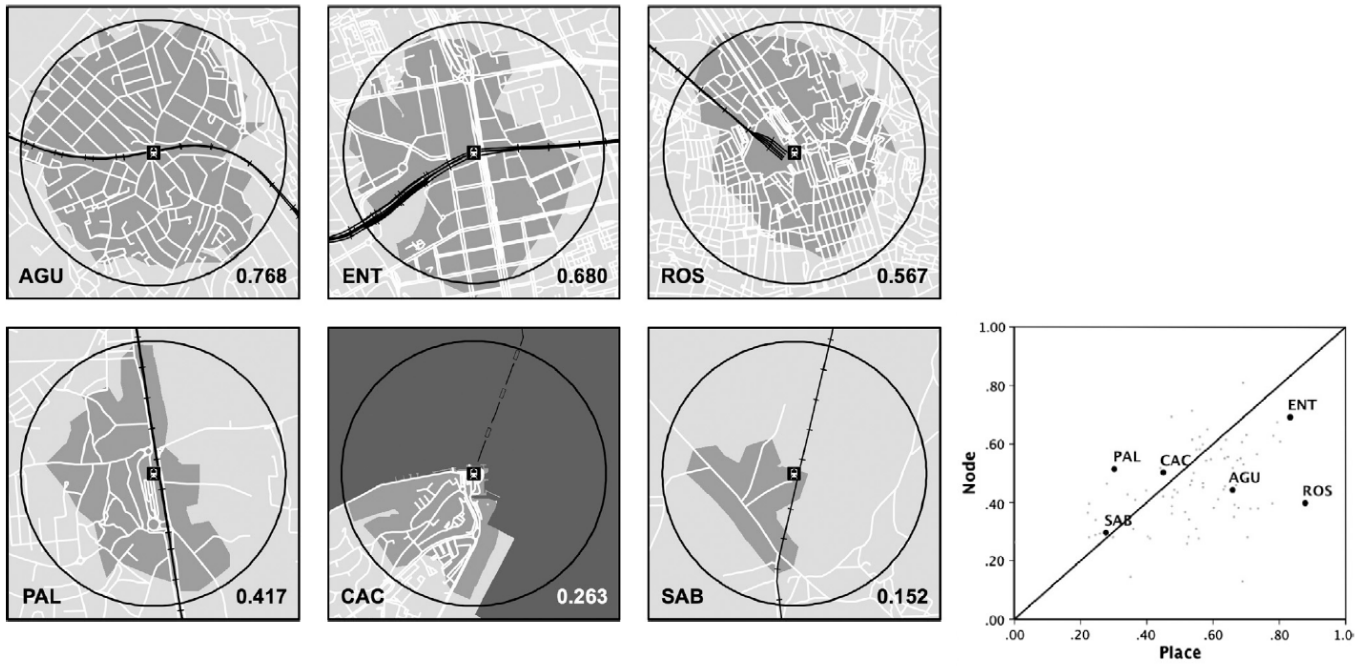 AGU 0.768
ENT 0.680
ROS 0.567
PAL 0.417
CAC 0.263
SAB 0.152
1.00
.80
.60
.40
.20
.00
Node
ENT
PAL
CAC
AGU
ROS
SAB
.00 .20 .40 .60 .80 1.0
Place